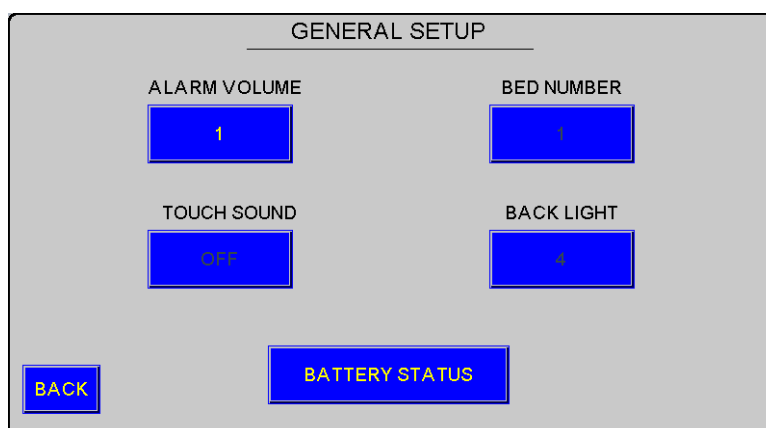 GENERAL SETUP
ALARM VOLUME
BED NUMBER
1
1
TOUCH SOUND
BACK LIGHT
OFF
4
BATTERY STATUS
BACK